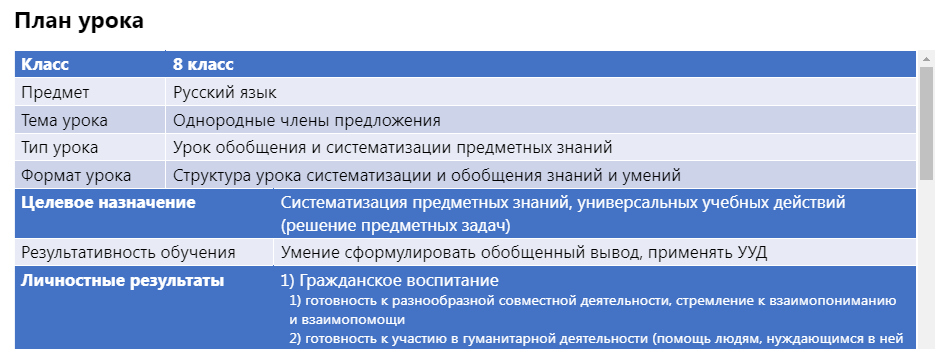 План урока
Класс 8 класс
Предмет Русский язык
Тема урока Однородные члены предложения
Тип урока Урок обобщения и систематизации предметных знаний
Формат урока Структура урока систематизации и обобщения знаний и умений
Целевое назначение Систематизация предметных знаний, универсальных учебных действий
(решение предметных задач)
Результативность обучения Умение сформулировать обобщенный вывод, применять УУД
Личностные результаты 1) Гражданское воспитание
1) готовность к разнообразной совместной деятельности, стремление к взаимопониманию
и взаимопомощи
2) готовность к участию в гуманитарной деятельности (помощь людям, нуждающимся в ней